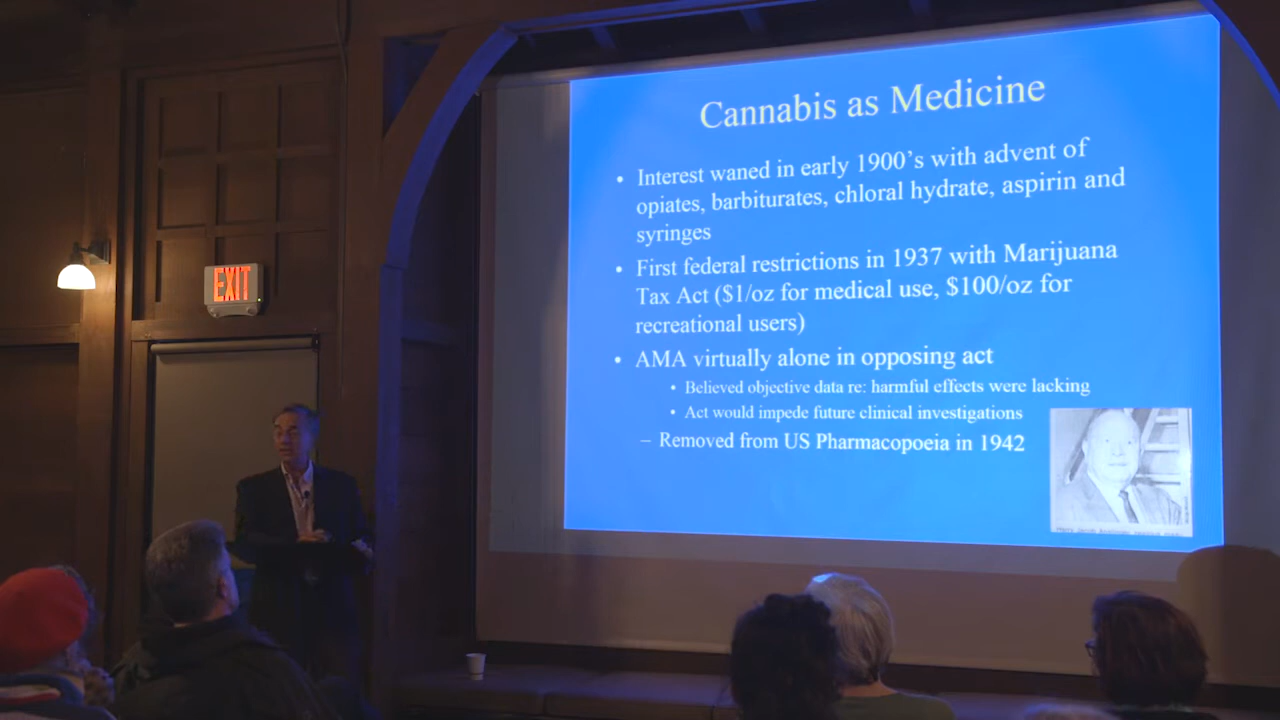 Cannabis as Medicine
• Interest waned in early 1900's with advent of
opiates, barbiturates, chloral hydrate, aspirin and
syringes
• First federal restrictions in 1937 with Marijuana
Tax Act ($1/oz for medical use, $100/oz for
recreational users)
• AMA virtually alone in opposing act
• Believed objective data re: harmful effects were lacking
• Act would impede future clinical investigations
– Removed from US Pharmacopoeia in 1942
EXIT